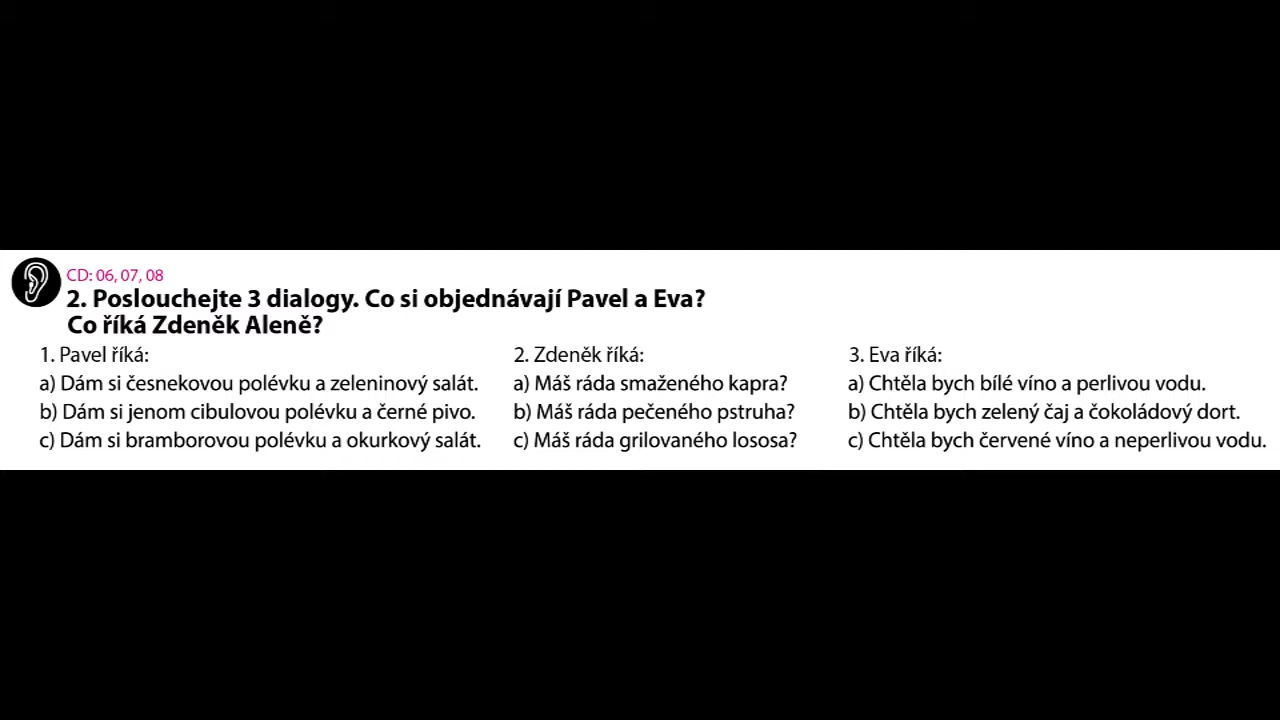 CD: 06, 07, 08
2. Poslouchejte 3 dialogy. Co si objednávají Pavel a Eva?
Co říká Zdeněk Aleně?
1. Pavel říká:
a) Dám si česnekovou polévku a zeleninový salát.
b) Dám si jenom cibulovou polévku a černé pivo.
c) Dám si bramborovou polévku a okurkový salát.
2. Zdeněk říká:
a) Máš ráda smaženého kapra?
b) Máš ráda pečeného pstruha?
c) Máš ráda grilovaného lososa?
3. Eva říká:
a) Chtěla bych bílé víno a perlivou vodu.
b) Chtěla bych zelený čaj a čokoládový dort.
c) Chtěla bych červené víno a neperlivou vodu.